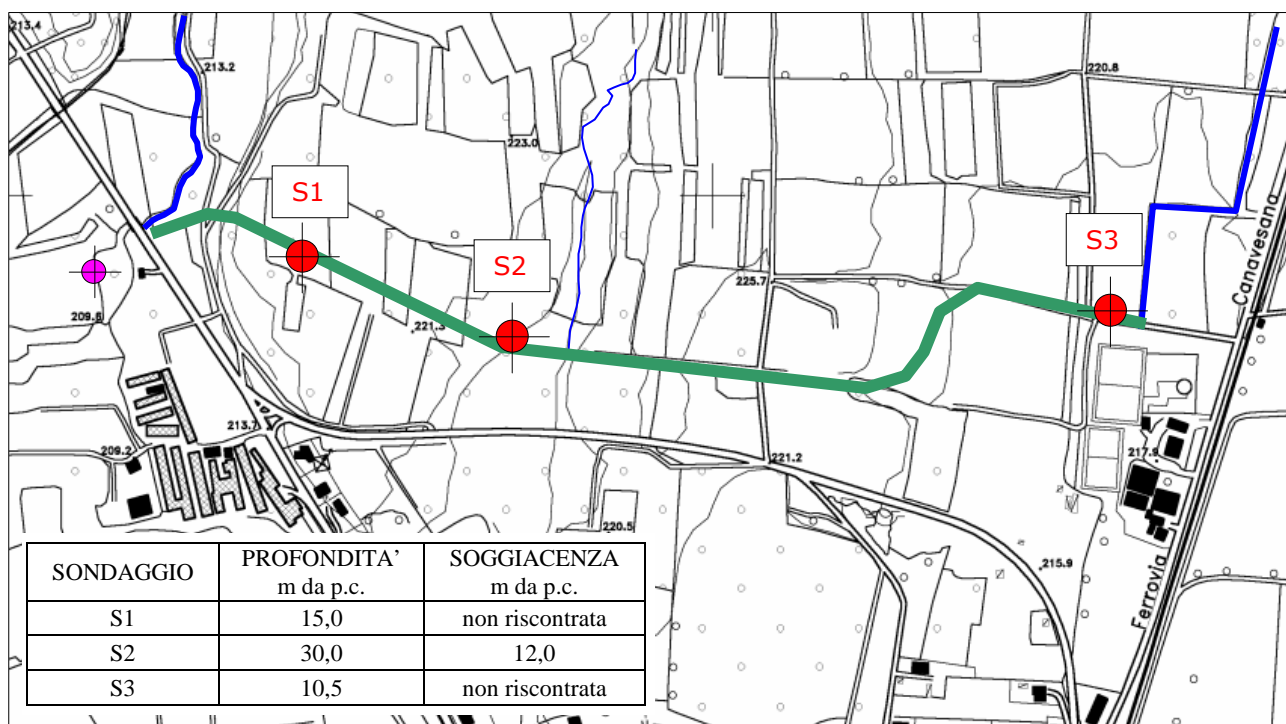 213.4
213.2
220.8
223.0
S1
S2
S3
Canavesana
225.7
209.6
221.3
213.7
209.2
217.9
221.2
220.5
215.9
Ferrovia
SONDAGGIO
PROFONDITA’
m da p.c.
SOGGIACENZA
m da p.c.
S1
15,0
non riscontrata
S2
30,0
12,0
S3
10,5
non riscontrata